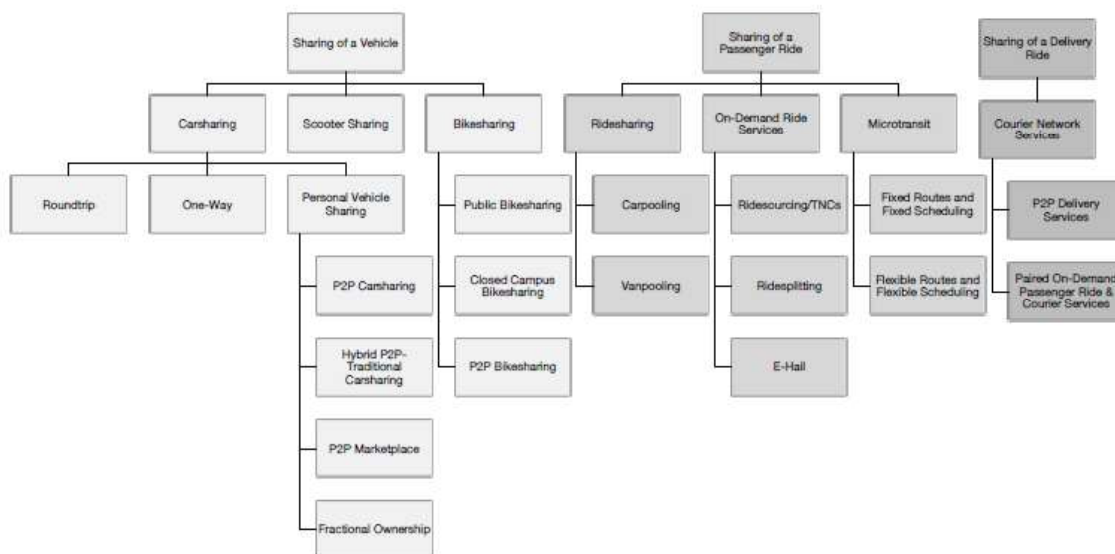 Sharing of a Vehicle
Sharing of a
Passenger Ride
Sharing of a Delivery
Ride
Carsharing
Scooter Sharing
Bikesharing
Ridesharing
On-Demand Ride
Services
Microtransit
Courier Network
Services
Roundtrip
One-Way
Personal Vehicle
Sharing
Public Bikesharing
Carpooling
Ridesourcing/TNCs
Fixed Routes and
Fixed Scheduling
P2P Delivery
Services
P2P Carsharing
Closed Campus
Bikesharing
Vanpooling
Ridesplitting
Flexible Routes and
Flexible Scheduling
Paired On-Demand
Passenger Ride &
Courier Services
Hybrid P2P-
Traditional
Carsharing
P2P Bikesharing
E-Hail
P2P Marketplace
Fractional Ownership